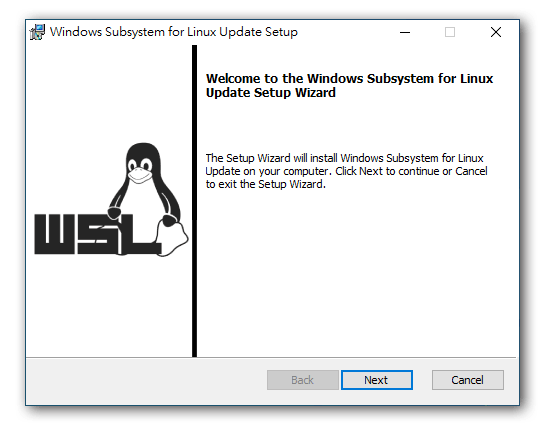 Windows Subsystem for Linux Update Setup
Welcome to the Windows Subsystem for Linux
Update Setup Wizard
The Setup Wizard will install Windows Subsystem for Linux
Update on your computer. Click Next to continue or Cancel
to exit the Setup Wizard.
WSL
Back
Next
Cancel